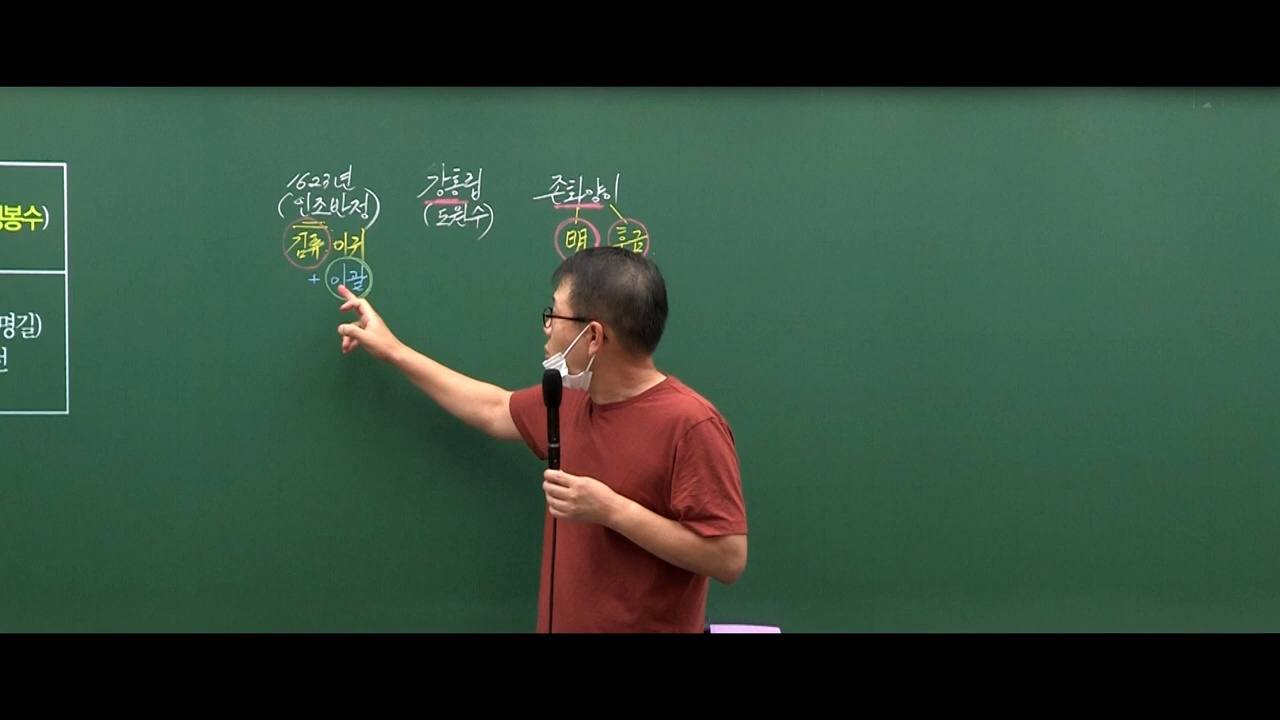 봉수)
명길)
1623년
(인조반정)
김류 이귀
+ 이괄
강홍립
(도원수)
존화양이
明 후금